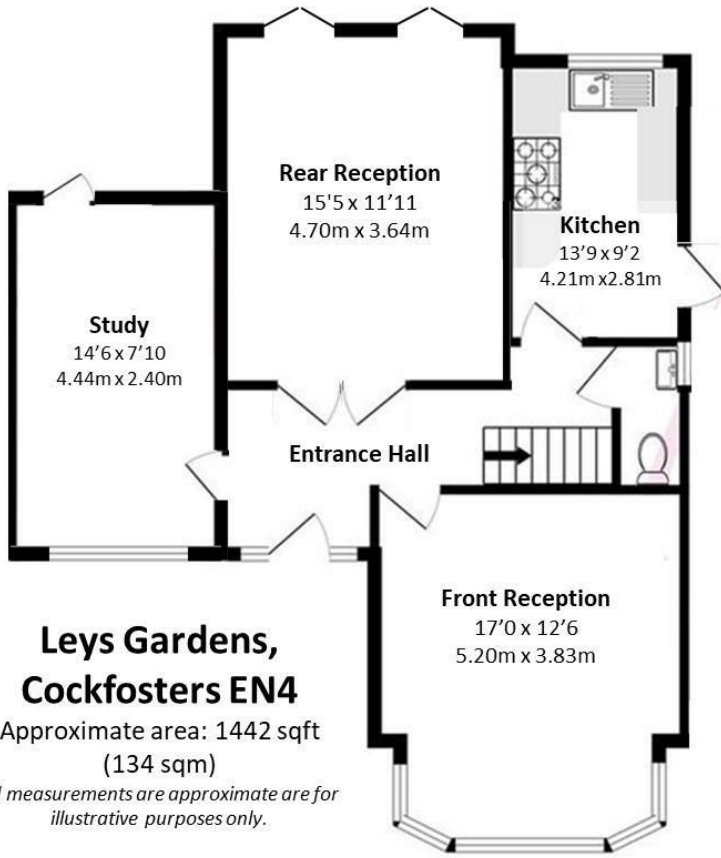 Rear Reception
15'5 x 11’11
4.70m x 3.64m
Kitchen
13’9 x 9’2
4.21m x2.81m
Study
14’6 x 7’10
4.44m x 2.40m
Entrance Hall
Front Reception
17’0 x 12’6
5.20m x 3.83m
Leys Gardens,
Cockfosters EN4
Approximate area: 1442 sqft
(134 sqm)
measurements are approximate are for
illustrative purposes only.